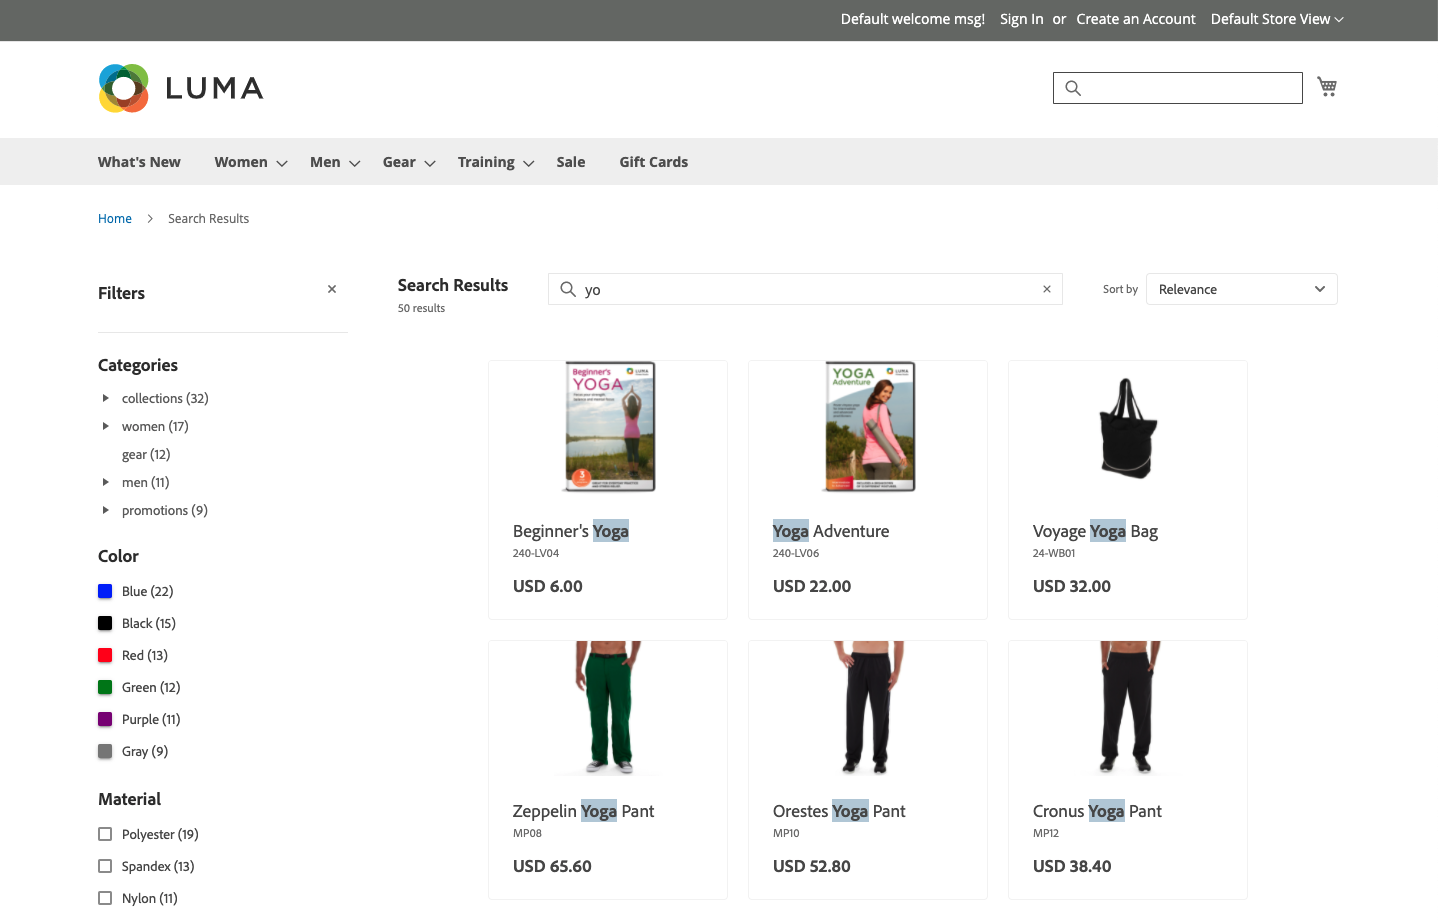 Default welcome msg! Sign In or Create an Account Default Store View
LUMA
What's New Women Men Gear Training Sale Gift Cards
Home Search Results
Filters
Search Results
50 results
yo
Sort by Relevance
Categories
collections (32)
women (17)
gear (12)
men (11)
promotions (9)
Color
Blue (22)
Black (15)
Red (13)
Green (12)
Purple (11)
Gray (9)
Material
Polyester (19)
Spandex (13)
Nylon (11)
Beginner's
YOGA
LUMA
3
Beginner's Yoga
240-LV04
USD 6.00
YOGA
Adventure
LUMA
Yoga Adventure
240-LV06
USD 22.00
Voyage Yoga Bag
24-WB01
USD 32.00
Zeppelin Yoga Pant
MP08
USD 65.60
Orestes Yoga Pant
MP10
USD 52.80
Cronus Yoga Pant
MP12
USD 38.40